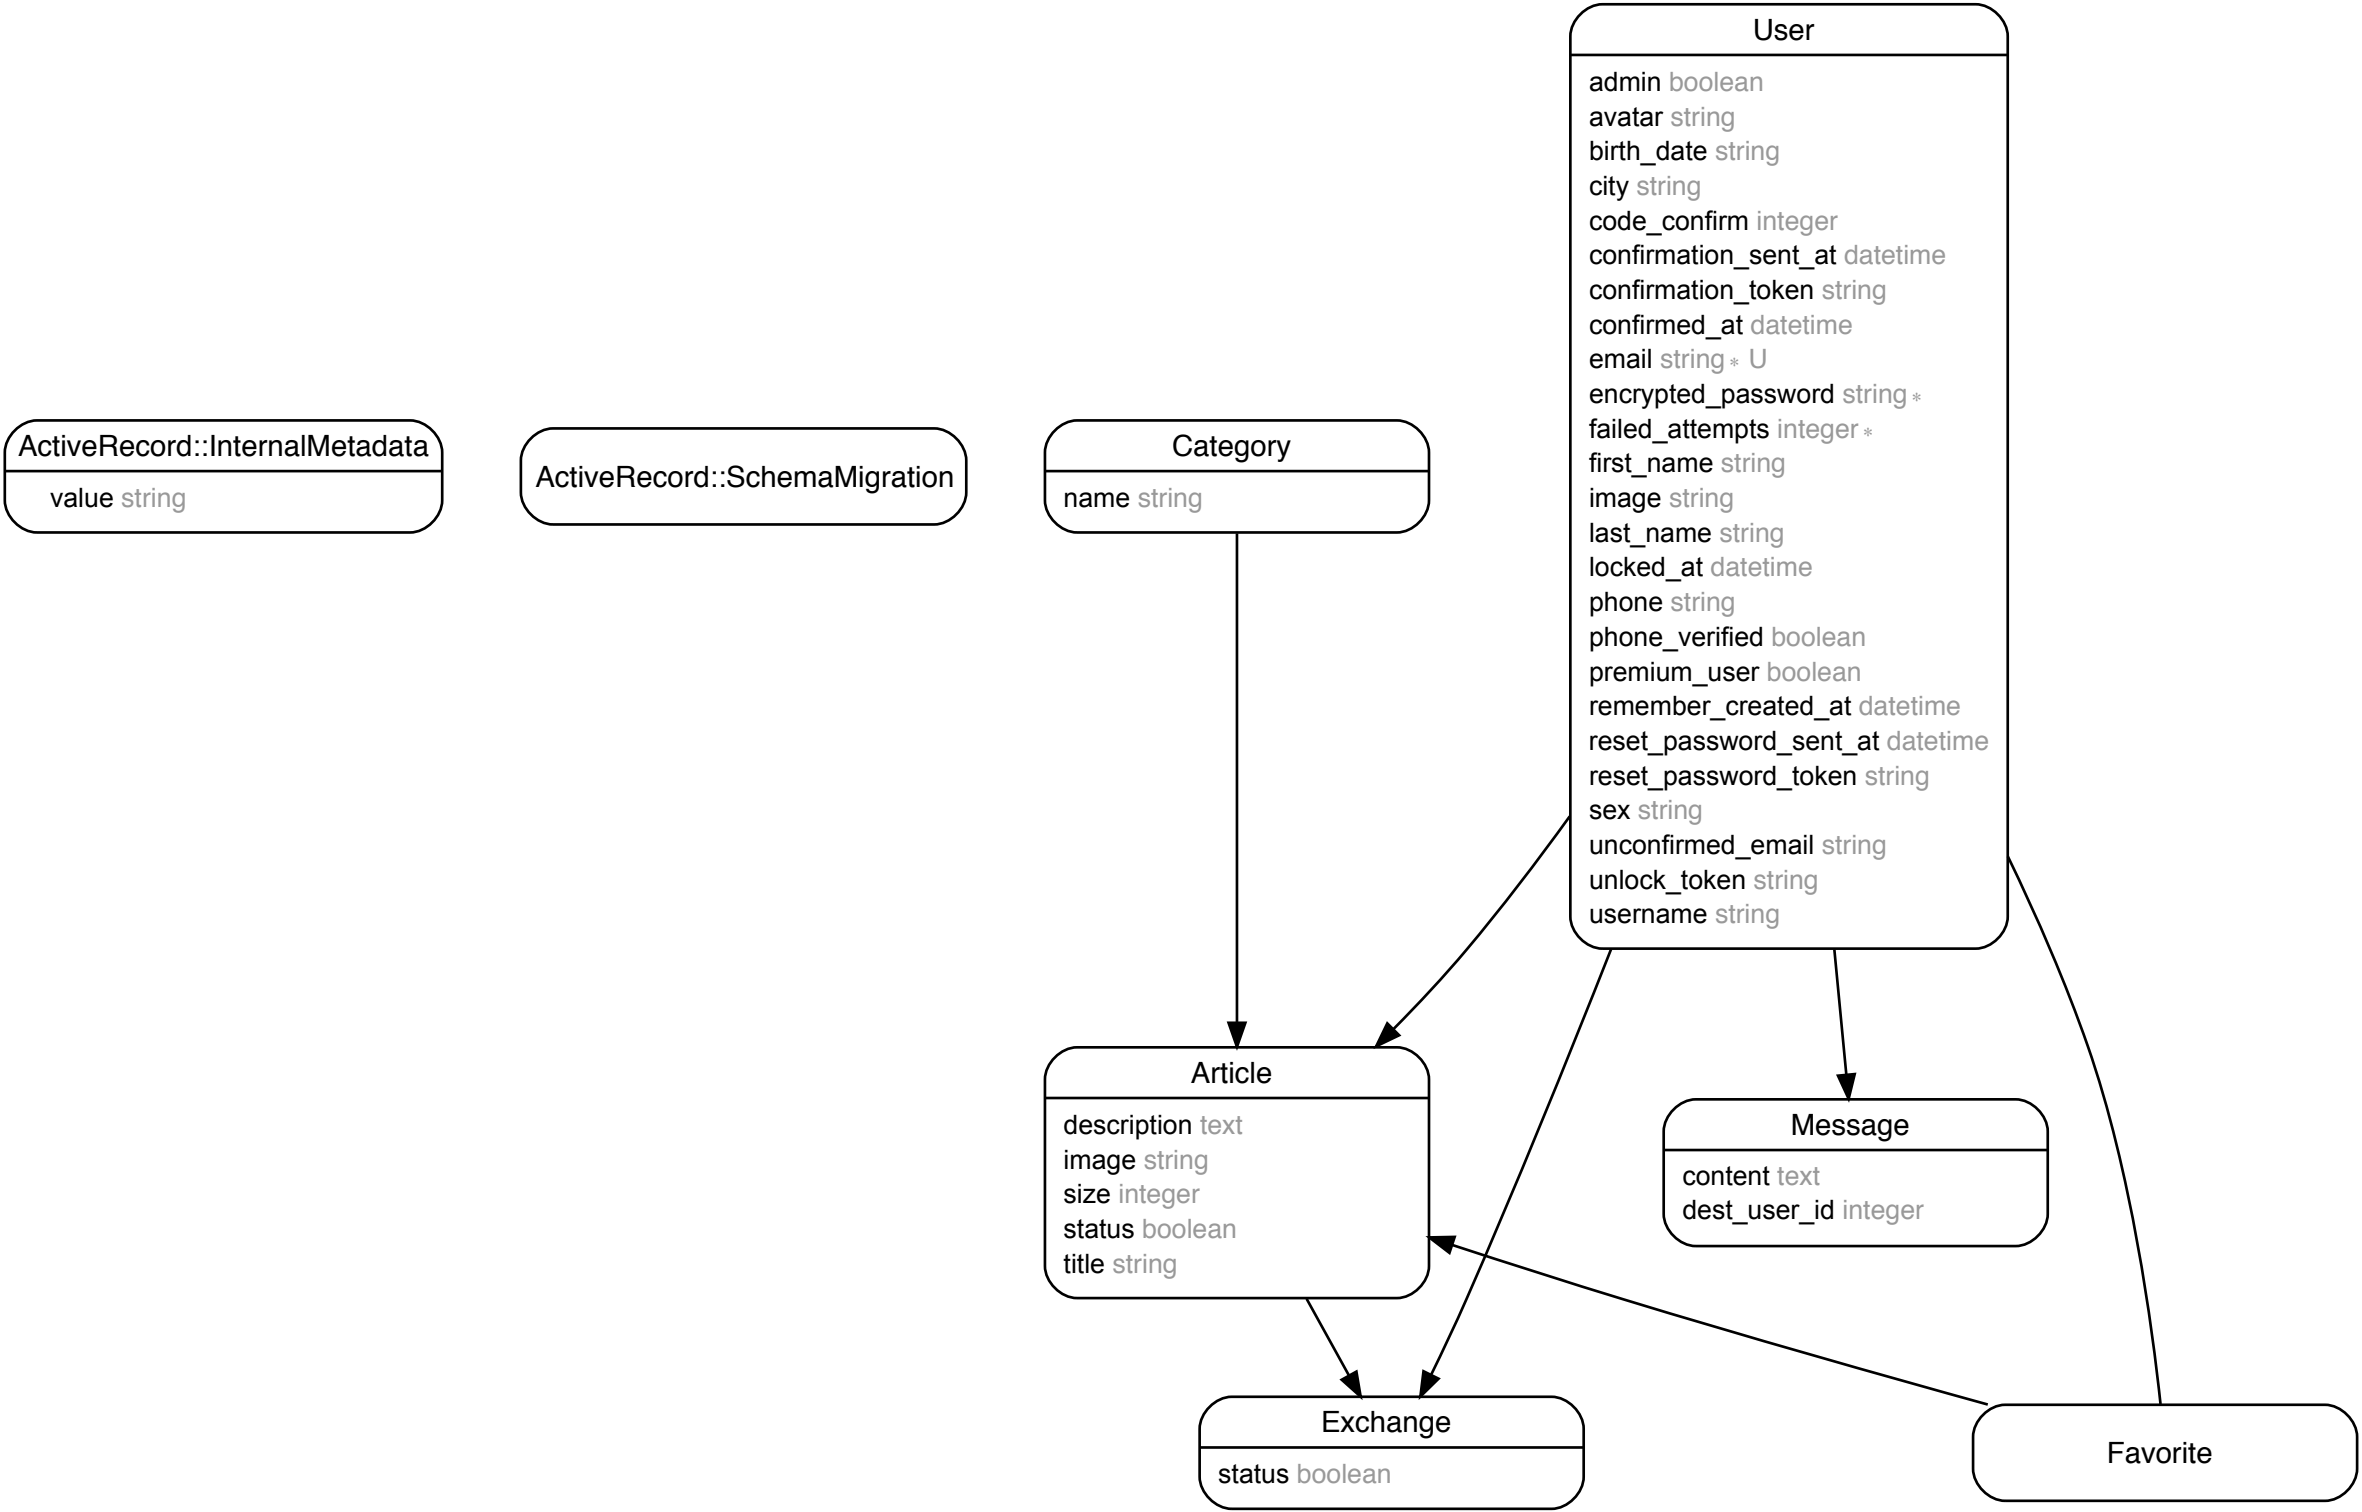 User
admin boolean
avatar string
birth_date string
city string
code_confirm integer
confirmation_sent_at datetime
confirmation_token string
confirmed_at datetime
email string∗ U
encrypted_password string∗
failed_attempts integer∗
first_name string
image string
last_name string
locked_at datetime
phone string
phone_verified boolean
premium_user boolean
remember_created_at datetime
reset_password_sent_at datetime
reset_password_token string
sex string
unconfirmed_email string
unlock_token string
username string
ActiveRecord::InternalMetadata
value string
ActiveRecord::SchemaMigration
Category
name string
Article
description text
image string
size integer
status boolean
title string
Message
content text
dest_user_id integer
Exchange
status boolean
Favorite